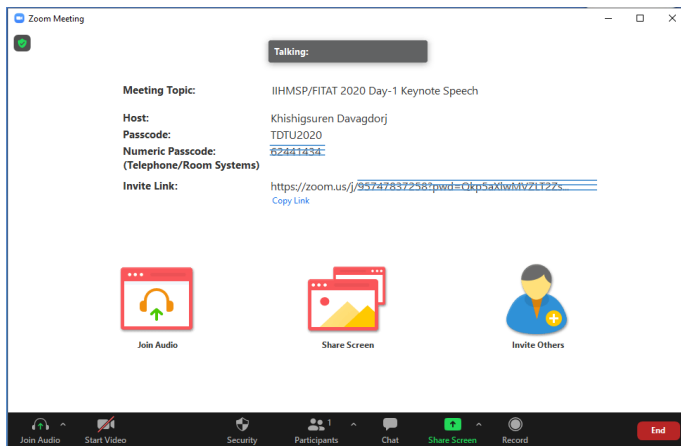 Zoom Meeting
Talking:
Meeting Topic: IIHMSP/FITAT 2020 Day-1 Keynote Speech
Host: Khishigsuren Davagdorj
Passcode: TDTU2020
Numeric Passcode: 62441434
(Telephone/Room Systems)
Invite Link: https://zoom.us/j/95747837258?pwd=
Copy Link
Join Audio Share Screen Invite Others
1
Join Audio Start Video Security Participants Chat Share Screen Record End